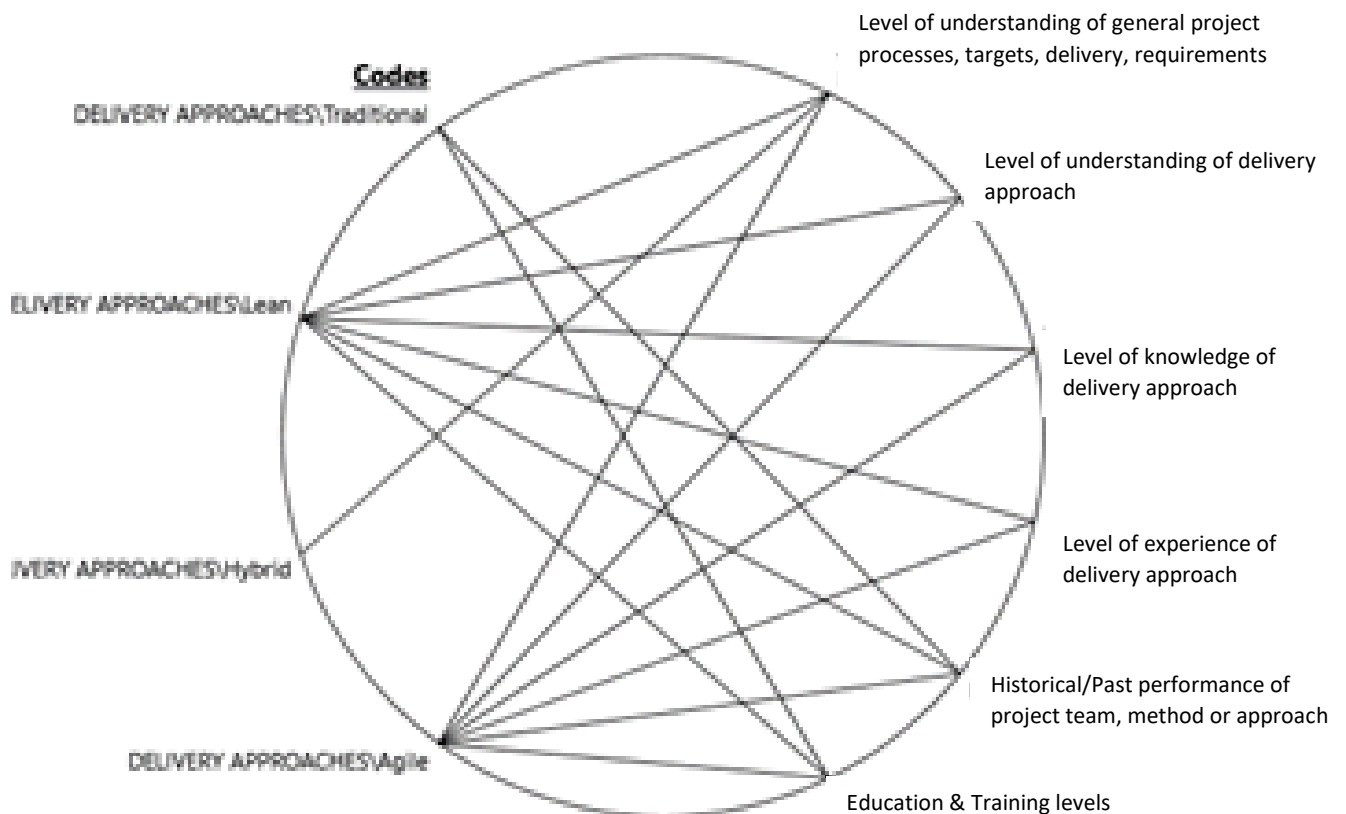 Level of understanding of general project
processes, targets, delivery, requirements
Codes
DELIVERY APPROACHES\Traditional
Level of understanding of delivery
approach
ELIVERY APPROACHES\Lean
Level of knowledge of
delivery approach
IVERY APPROACHES\Hybrid
Level of experience of
delivery approach
Historical/Past performance of
project team, method or approach
DELIVERY APPROACHES\Agile
Education & Training levels